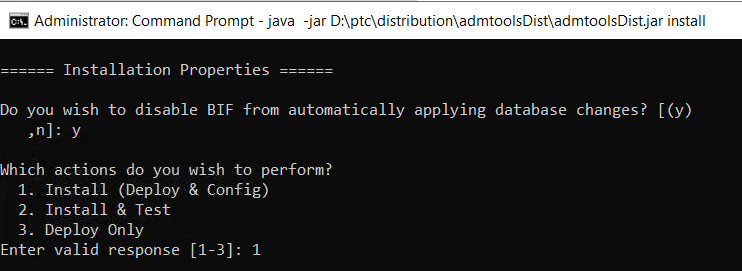 Administrator: Command Prompt - java  -jar D:\ptc\distribution\admtoolsDist\admtoolsDist.jar install
====== Installation Properties ======
Do you wish to disable BIF from automatically applying database changes? [(y)
,n]: y
Which actions do you wish to perform?
1. Install (Deploy & Config)
2. Install & Test
3. Deploy Only
Enter valid response [1-3]: 1